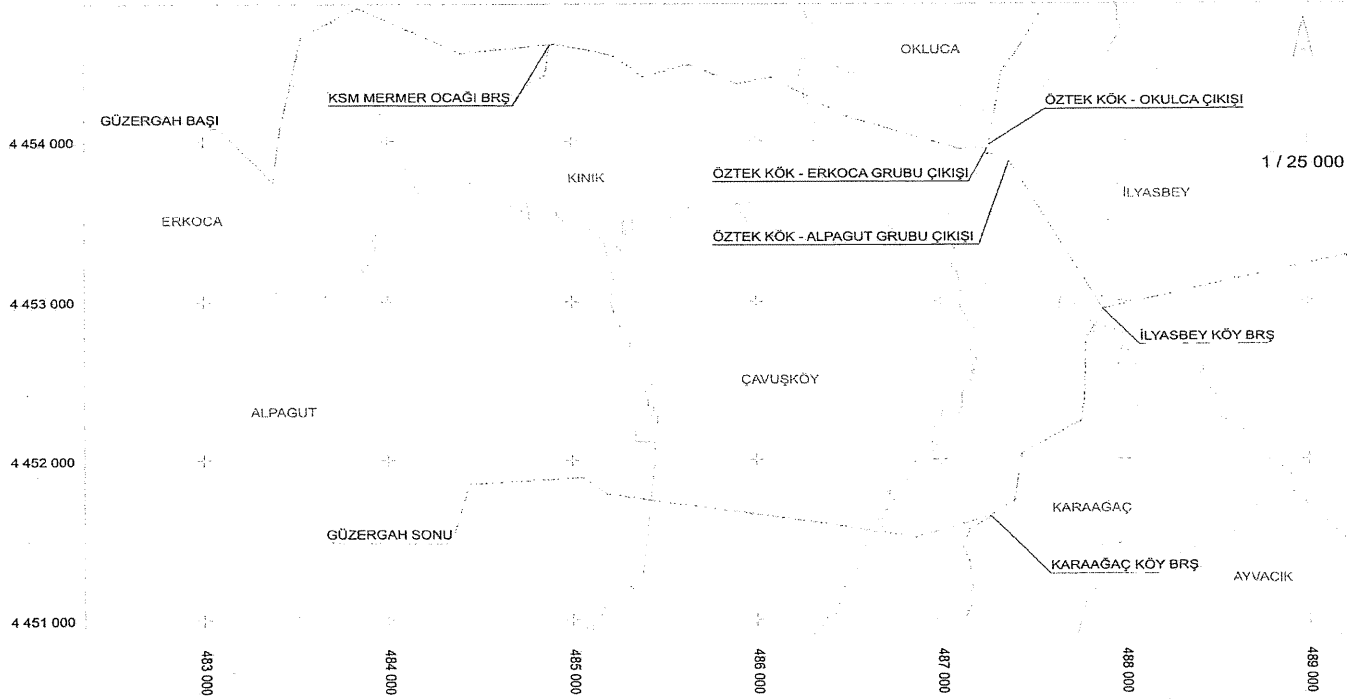 OKLUCA
KSM MERMER OCAĞI BRŞ
ÖZTEK KÖK - OKULCA ÇIKIŞI
GÜZERGAH BAŞI
4 454 000
1 / 25 000
ÖZTEK KÖK - ERKOCA GRUBU ÇIKIŞI
KINIK
İLYASBEY
ERKOCA
ÖZTEK KÖK - ALPAGUT GRUBU ÇIKIŞI
4 453 000
İLYASBEY KÖY BRŞ
ÇAVUŞKÖY
ALPAGUT
4 452 000
KARAAĞAÇ
GÜZERGAH SONU
KARAAĞAÇ KÖY BRŞ
AYVACIK
4 451 000
483 000
484 000
485 000
486 000
487 000
488 000
489 000